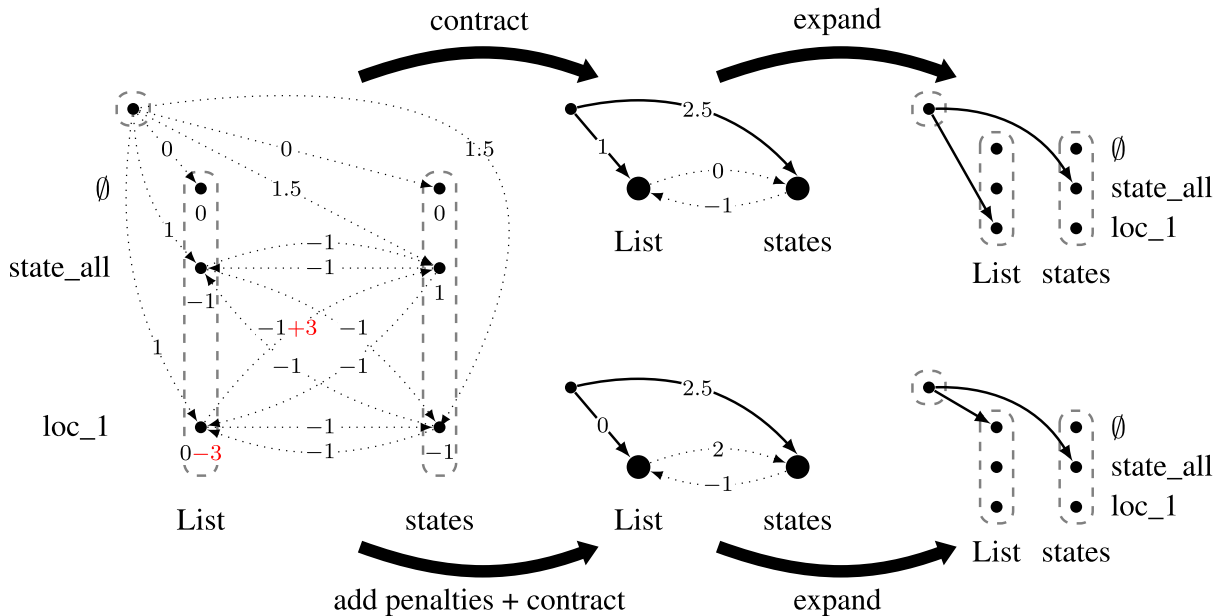 contract
expand
0
0
1.5
∅
1.5
0
0
1
state_all
−1
−1
−1
1
−1+3
−1
1
−1
−1
loc_1
−1
0−3
−1
−1
List
states
2.5
1
0
−1
List
states
∅
state_all
loc_1
List
states
2.5
0
2
−1
List
states
∅
state_all
loc_1
List
states
add penalties + contract
expand